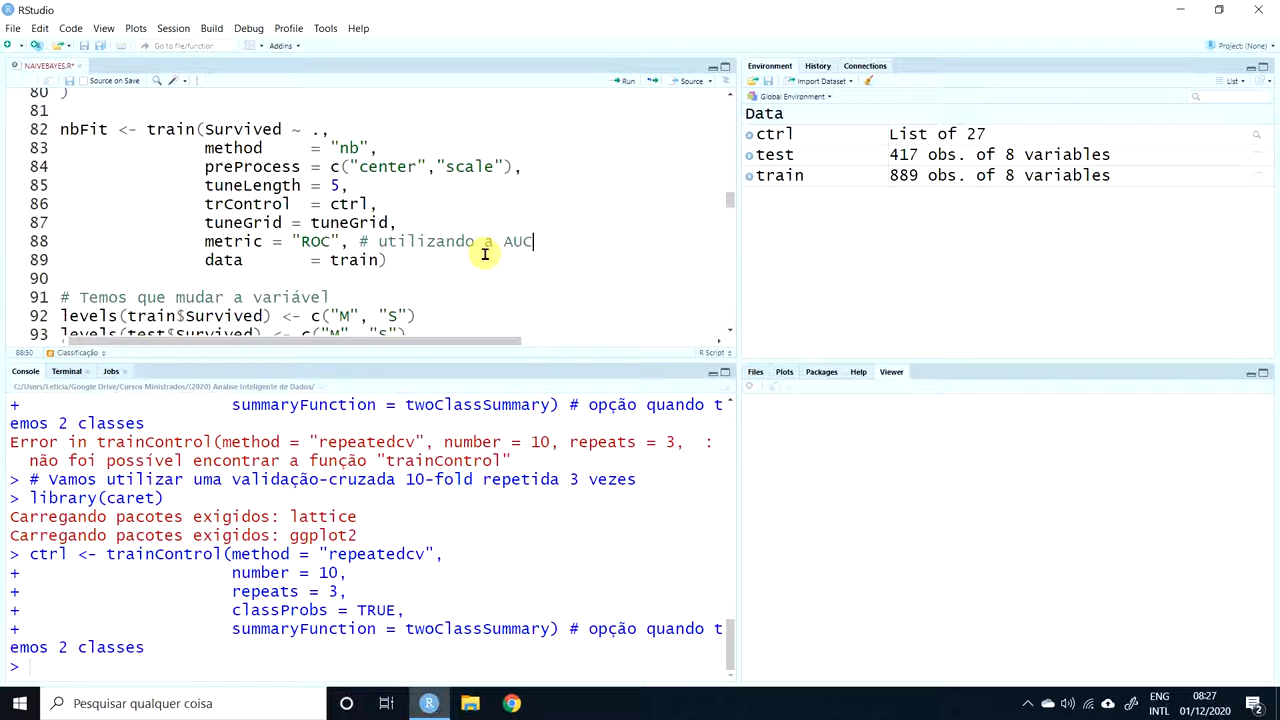 RStudio
File Edit Code View Plots Session Build Debug Profile Tools Help
Go to file/function Addins Project: (None)
NAIVEBAYES.R*
Source on Save Run Source
80 )
81
82 nbFit <- train(Survived ~ .,
83 method = "nb",
84 preProcess = c("center","scale"),
85 tuneLength = 5,
86 trControl = ctrl,
87 tuneGrid = tuneGrid,
88 metric = "ROC", # utilizando a AUC
89 data = train)
90
91 # Temos que mudar a variável
92 levels(train$Survived) <- c("M", "S")
93 levels(test$Survived) <- c("M", "S")
88:50 Classificação R Script
Console Terminal Jobs
C:/Users/Leticia/Google Drive/Cursos Ministrados/(2020) Análise Inteligente de Dados/
+ summaryFunction = twoClassSummary) # opção quando t
emos 2 classes
Error in trainControl(method = "repeatedcv", number = 10, repeats = 3, :
não foi possível encontrar a função "trainControl"
> # Vamos utilizar uma validação-cruzada 10-fold repetida 3 vezes
> library(caret)
Carregando pacotes exigidos: lattice
Carregando pacotes exigidos: ggplot2
> ctrl <- trainControl(method = "repeatedcv",
+ number = 10,
+ repeats = 3,
+ classProbs = TRUE,
+ summaryFunction = twoClassSummary) # opção quando t
emos 2 classes
>
Environment History Connections
Import Dataset List
Global Environment
Data
ctrl List of 27
test 417 obs. of 8 variables
train 889 obs. of 8 variables
Files Plots Packages Help Viewer
Pesquisar qualquer coisa
ENG 08:27
INTL 01/12/2020 2